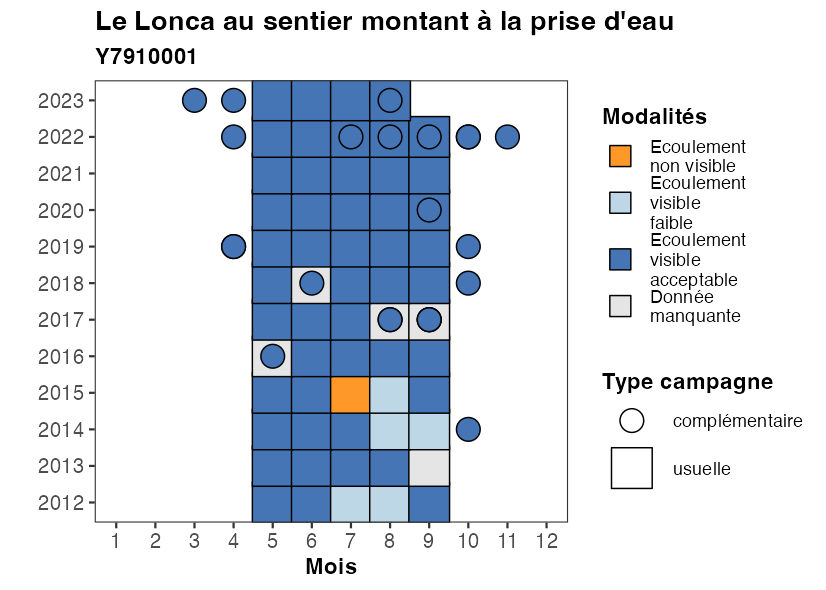 Le Lonca au sentier montant à la prise d'eau
Y7910001
2023
2022
2021
2020
2019
2018
2017
2016
2015
2014
2013
2012
1 2 3 4 5 6 7 8 9 10 11 12
Mois
Modalités
Ecoulement
non visible
Ecoulement
visible
faible
Ecoulement
visible
acceptable
Donnée
manquante
Type campagne
complémentaire
usuelle